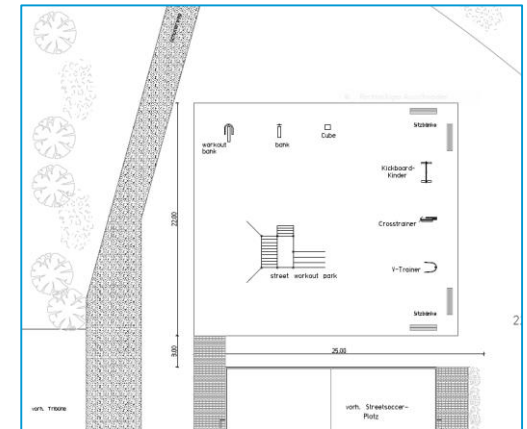 workout
bank
bank
Cube
Sitzbänke
Kickboard-
Kinder
Crosstrainer
22.00
street workout park
Y-Trainer
Sitzbänke
3.00
25.00
vorh. Tribüne
vorh. Streetsoccer-
Platz